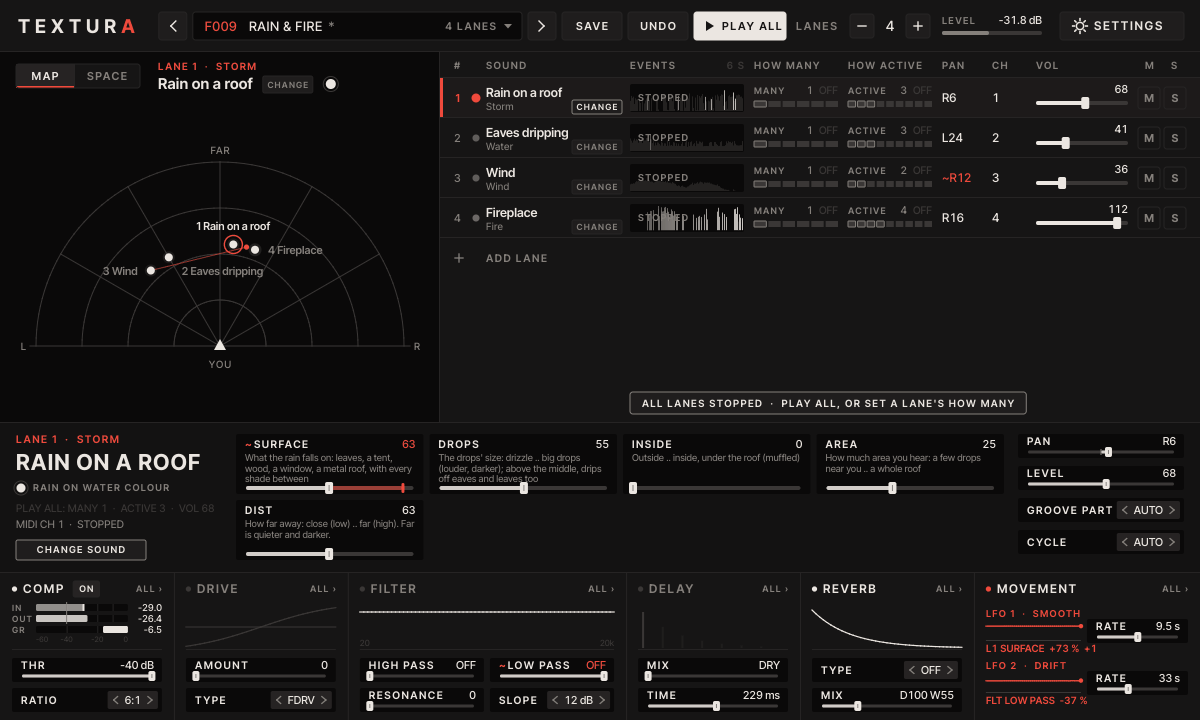 TEXTURA
F009 RAIN & FIRE * 4 LANES
SAVE
UNDO
PLAY ALL
LANES
4
LEVEL -31.8 dB
SETTINGS
MAP
SPACE
LANE 1 · STORM
Rain on a roof CHANGE
FAR
1 Rain on a roof
4 Fireplace
3 Wind
2 Eaves dripping
L
R
YOU
# SOUND EVENTS 6 S HOW MANY HOW ACTIVE PAN CH VOL M S
1 Rain on a roof Storm CHANGE STOPPED MANY 1 OFF ACTIVE 3 OFF R6 1 68 M S
2 Eaves dripping Water CHANGE STOPPED MANY 1 OFF ACTIVE 3 OFF L24 2 41 M S
3 Wind Wind CHANGE STOPPED MANY 1 OFF ACTIVE 2 OFF ~R12 3 36 M S
4 Fireplace Fire CHANGE STOPPED MANY 1 OFF ACTIVE 4 OFF R16 4 112 M S
+ ADD LANE
ALL LANES STOPPED · PLAY ALL, OR SET A LANE'S HOW MANY
LANE 1 · STORM
RAIN ON A ROOF
RAIN ON WATER COLOUR
PLAY ALL: MANY 1 · ACTIVE 3 · VOL 68
MIDI CH 1 · STOPPED
CHANGE SOUND
~SURFACE 63
What the rain falls on: leaves, a tent,
wood, a window, a metal roof, with every
shade between
DROPS 55
The drops' size: drizzle .. big drops
(louder, darker); above the middle, drips
off eaves and leaves too
INSIDE 0
Outside .. inside, under the roof (muffled)
AREA 25
How much area you hear: a few drops
near you .. a whole roof
DIST 63
How far away: close (low) .. far (high). Far
is quieter and darker.
PAN R6
LEVEL 68
GROOVE PART < AUTO >
CYCLE < AUTO >
COMP ON ALL ›
IN -29.0
OUT -26.4
GR -6.5
-60 -40 -20 0
THR -40 dB
RATIO < 6:1 >
DRIVE ALL ›
AMOUNT 0
TYPE < FDRV >
FILTER ALL ›
20 20k
HIGH PASS OFF
~LOW PASS OFF
RESONANCE 0
SLOPE < 12 dB >
DELAY ALL ›
MIX DRY
TIME 229 ms
REVERB ALL ›
TYPE < OFF >
MIX D100 W55
MOVEMENT ALL ›
LFO 1 · SMOOTH
RATE 9.5 s
L1 SURFACE +73 % +1
LFO 2 · DRIFT
RATE 33 s
FLT LOW PASS -37 %